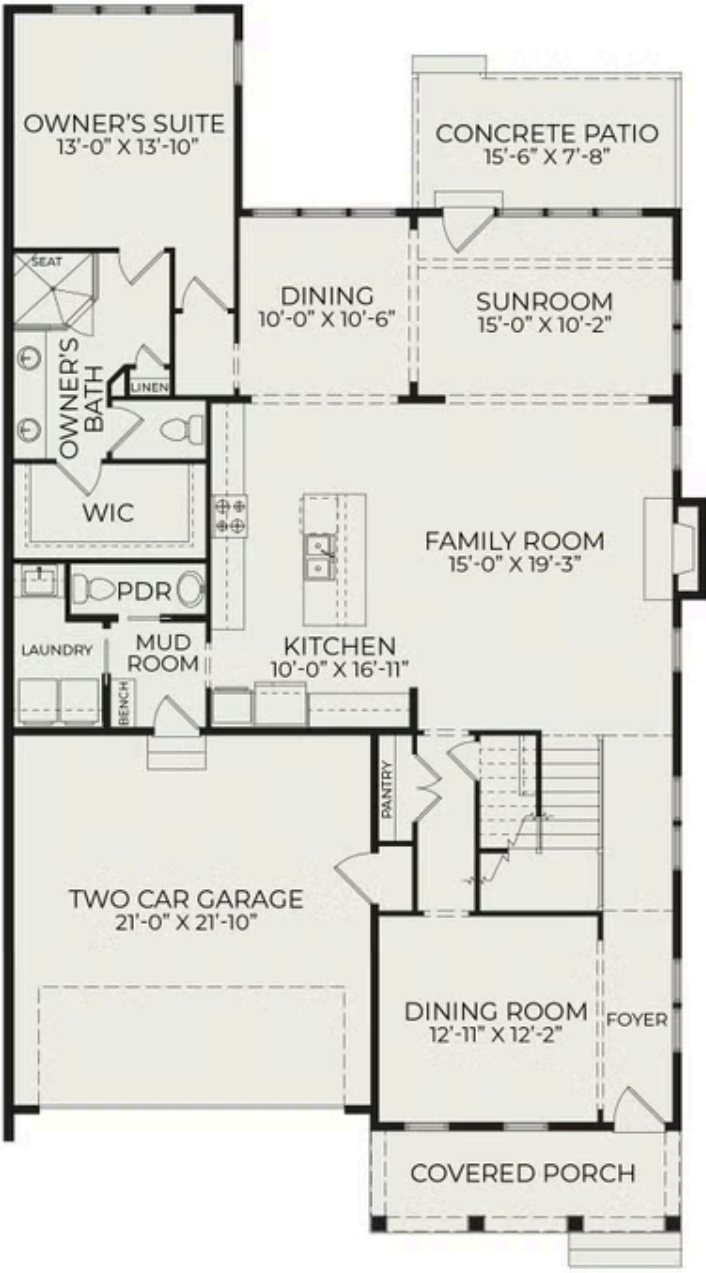 OWNER'S SUITE
13'-0" X 13'-10"
CONCRETE PATIO
15'-6" X 7'-8"
SEAT
DINING
10'-0" X 10'-6"
SUNROOM
15'-0" X 10'-2"
OWNER'S
BATH
LINEN
WIC
FAMILY ROOM
15'-0" X 19'-3"
PDR
LAUNDRY
MUD
ROOM
KITCHEN
10'-0" X 16'-11"
BENCH
PANTRY
TWO CAR GARAGE
21'-0" X 21'-10"
DINING ROOM
12'-11" X 12'-2"
FOYER
COVERED PORCH